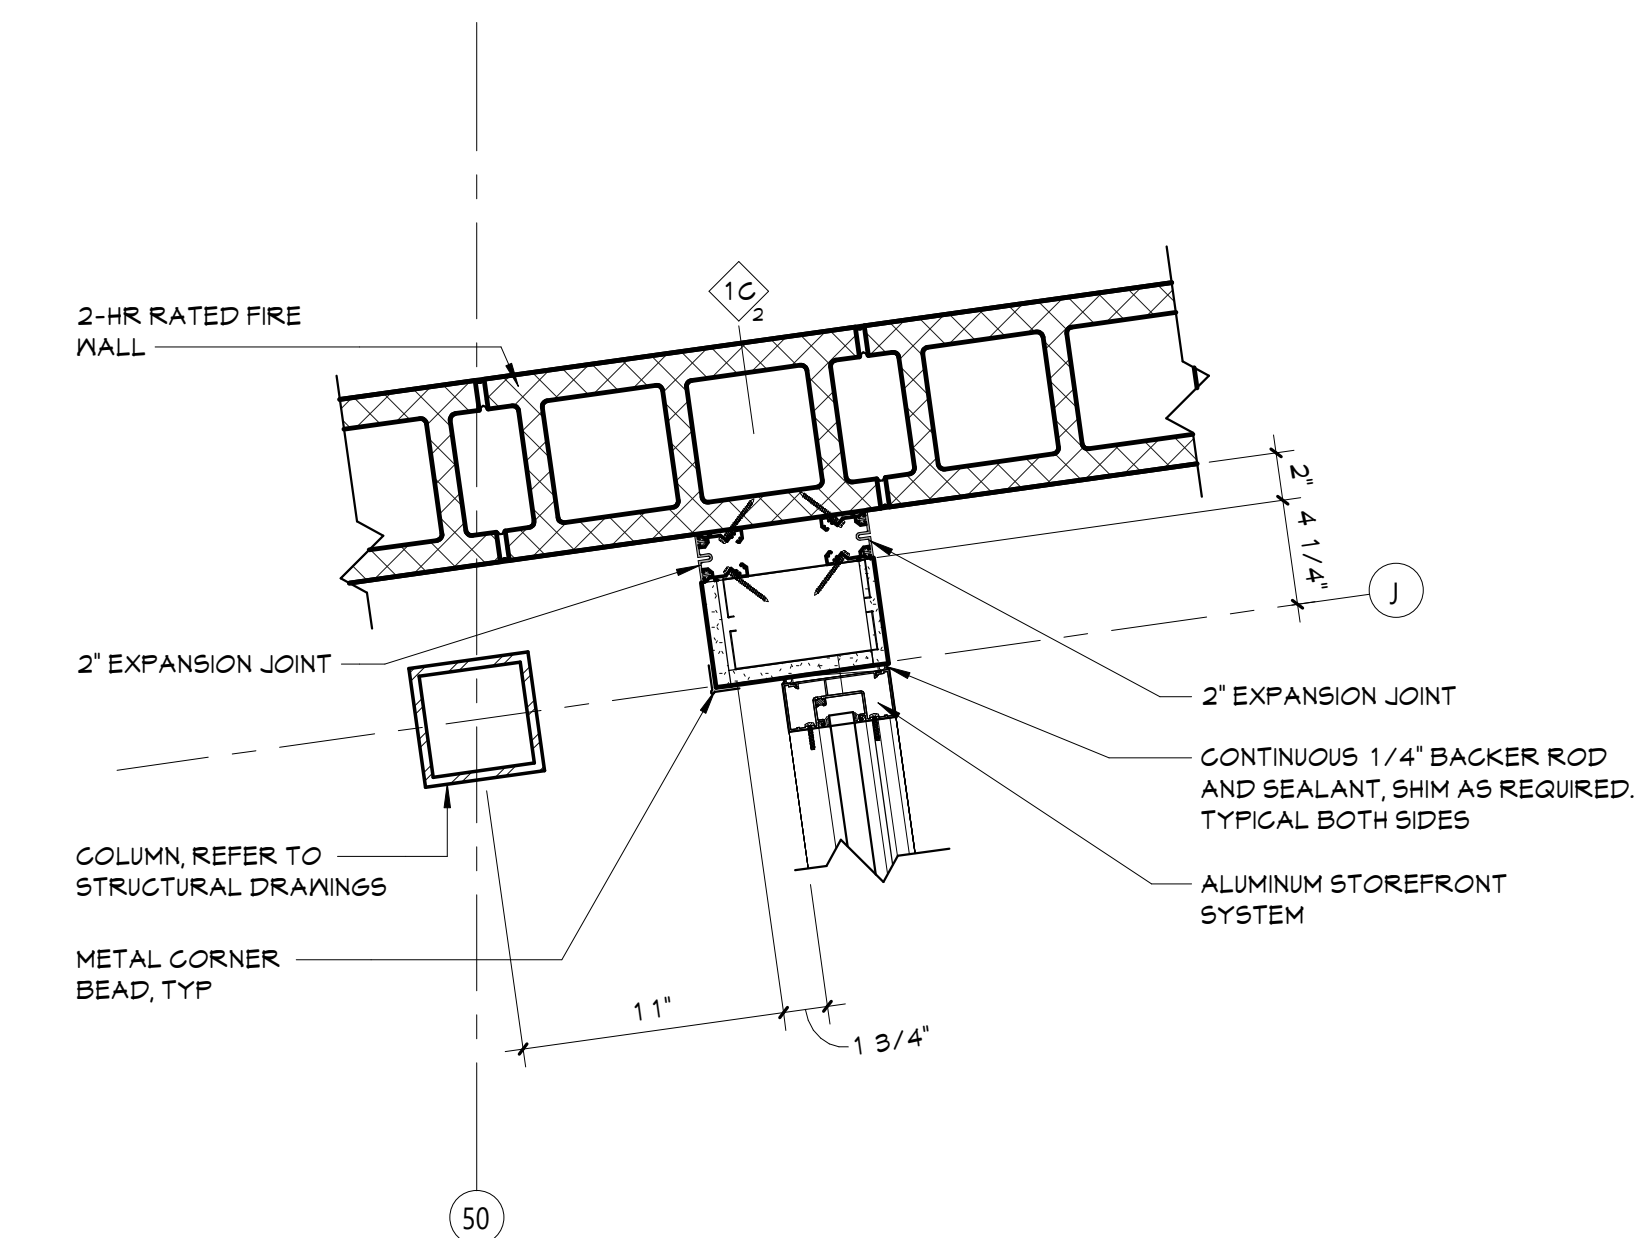 1C
2
2-HR RATED FIRE
WALL
2"
4 1/4"
J
2" EXPANSION JOINT
2" EXPANSION JOINT
CONTINUOUS 1/4" BACKER ROD
AND SEALANT, SHIM AS REQUIRED.
TYPICAL BOTH SIDES
COLUMN, REFER TO
STRUCTURAL DRAWINGS
ALUMINUM STOREFRONT
SYSTEM
METAL CORNER
BEAD, TYP
11"
1 3/4"
50